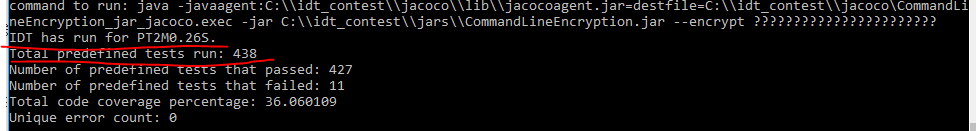 command to run: java -javaagent:C:\\idt_contest\\jacoco\\lib\\jacocoagent.jar=destfile=C:\\idt_contest\\jacoco\CommandLi
neEncryption_jar_jacoco.exec -jar C:\\idt_contest\\jars\\CommandLineEncryption.jar --encrypt ???????????????????????
IDT has run for PT2M0.26S.
Total predefined tests run: 438
Number of predefined tests that passed: 427
Number of predefined tests that failed: 11
Total code coverage percentage: 36.060109
Unique error count: 0